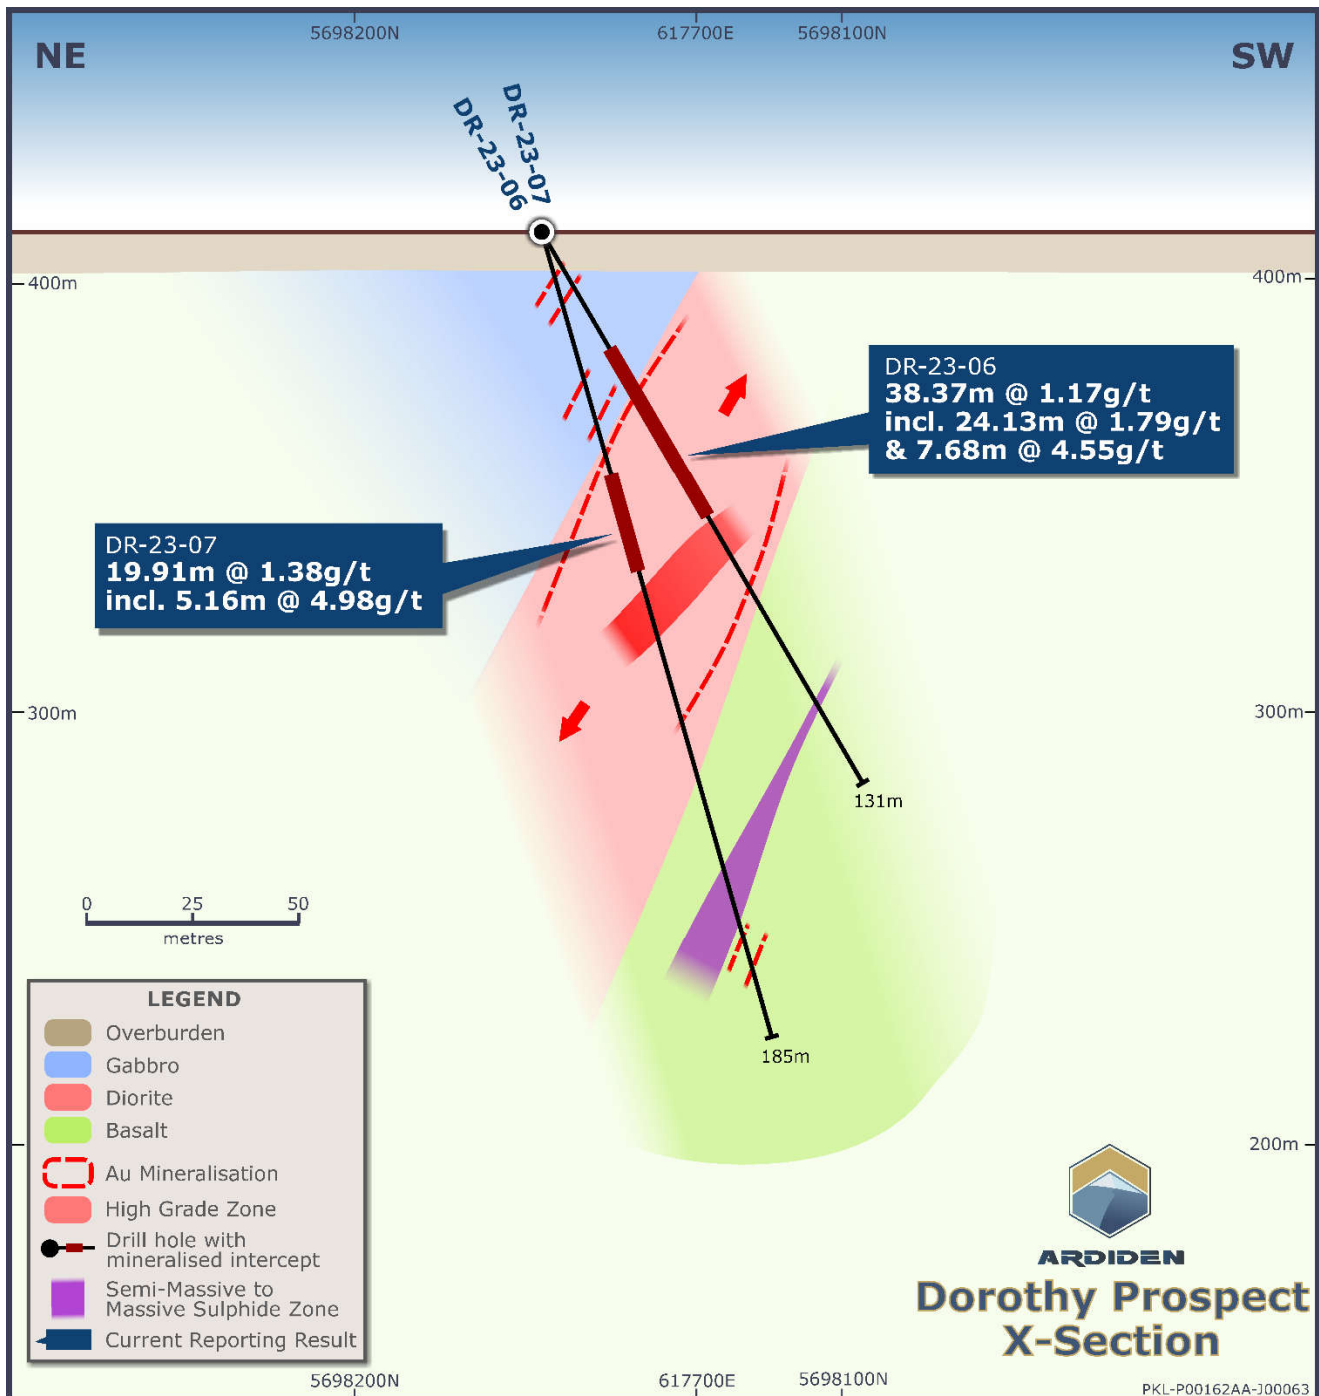 5698200N
617700E
5698100N
NE
SW
DR-23-07
DR-23-06
400m
400m
DR-23-06
38.37m @ 1.17g/t
incl. 24.13m @ 1.79g/t
& 7.68m @ 4.55g/t
DR-23-07
19.91m @ 1.38g/t
incl. 5.16m @ 4.98g/t
300m
300m
131m
0
25
50
metres
185m
200m
LEGEND
Overburden
Gabbro
Diorite
Basalt
Au Mineralisation
High Grade Zone
Drill hole with
mineralised intercept
Semi-Massive to
Massive Sulphide Zone
Current Reporting Result
ARDIDEN
Dorothy Prospect
X-Section
5698200N
617700E
5698100N
PKL-P00162AA-J00063